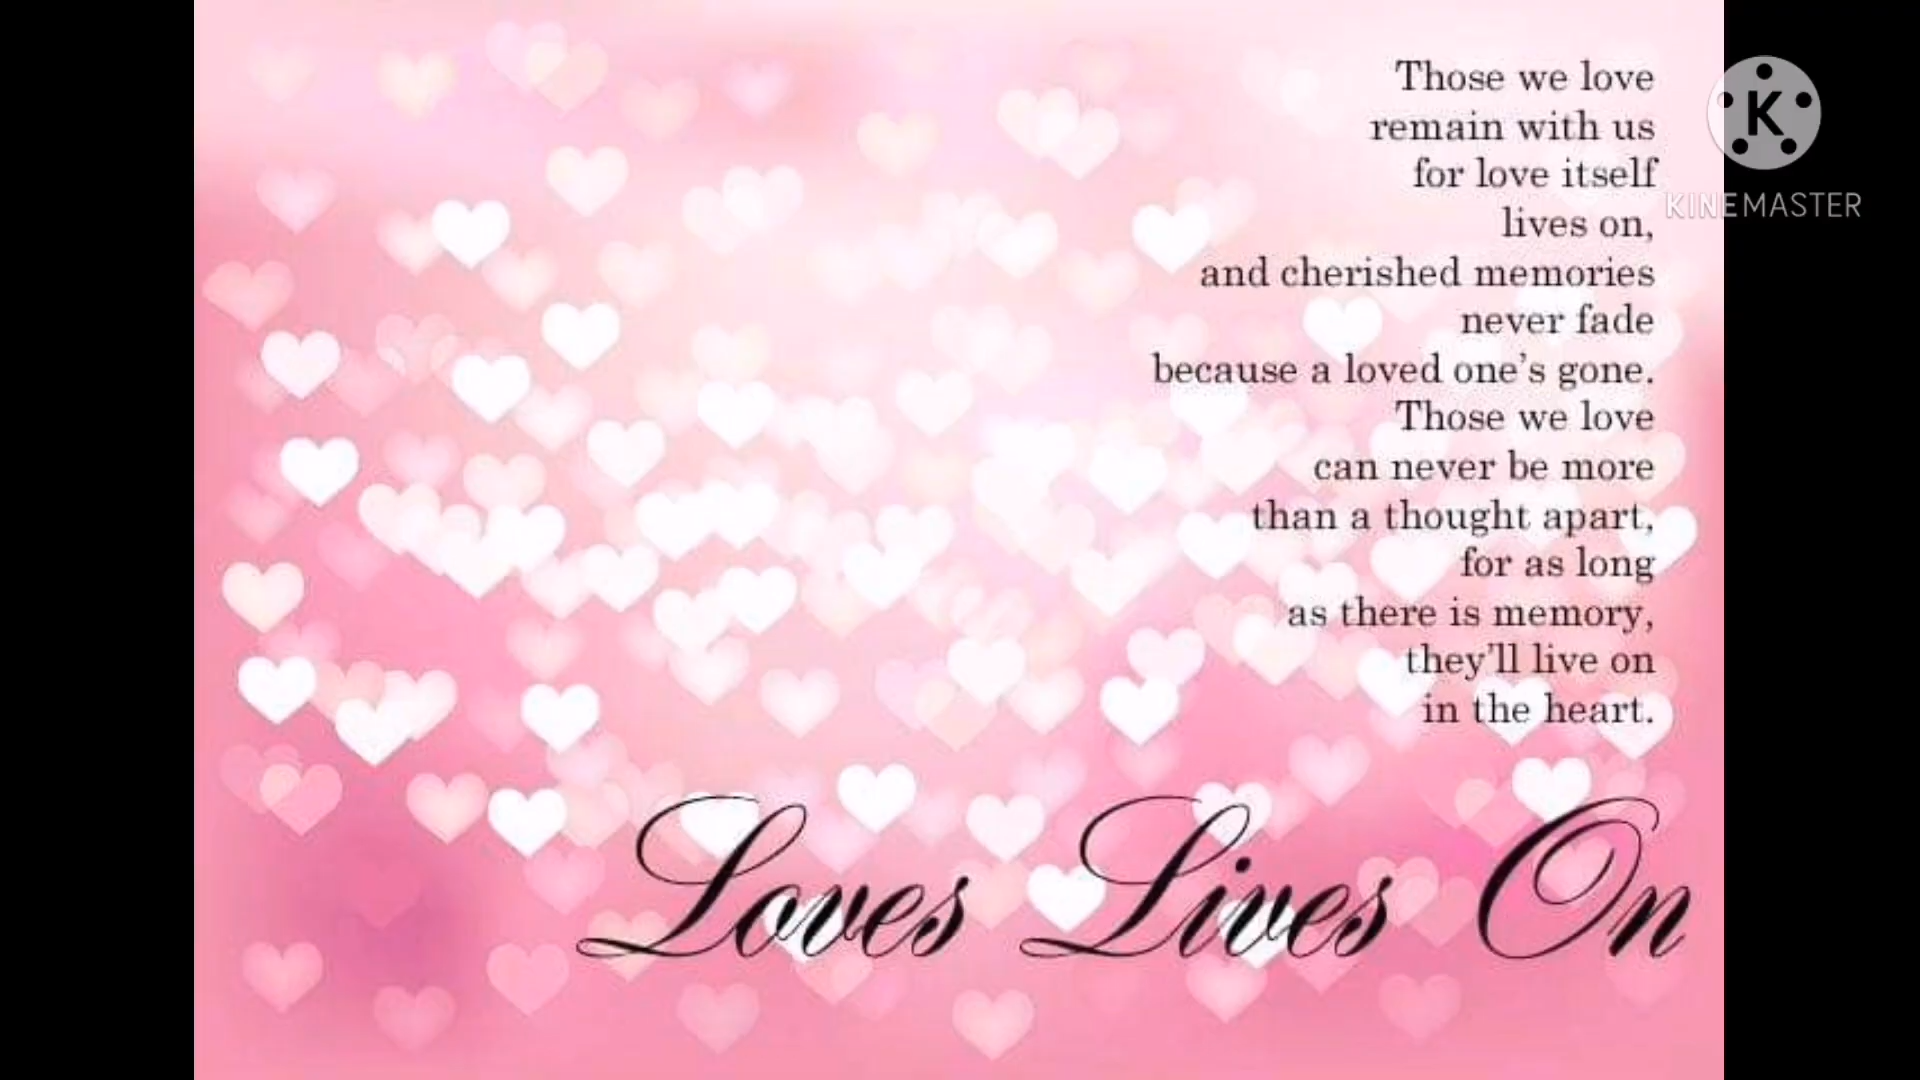 Those we love
remain with us
for love itself
lives on,
and cherished memories
never fade
because a loved one's gone.
Those we love
can never be more
than a thought apart,
for as long
as there is memory,
they'll live on
in the heart.
Loves Lives On
K
KINEMASTER